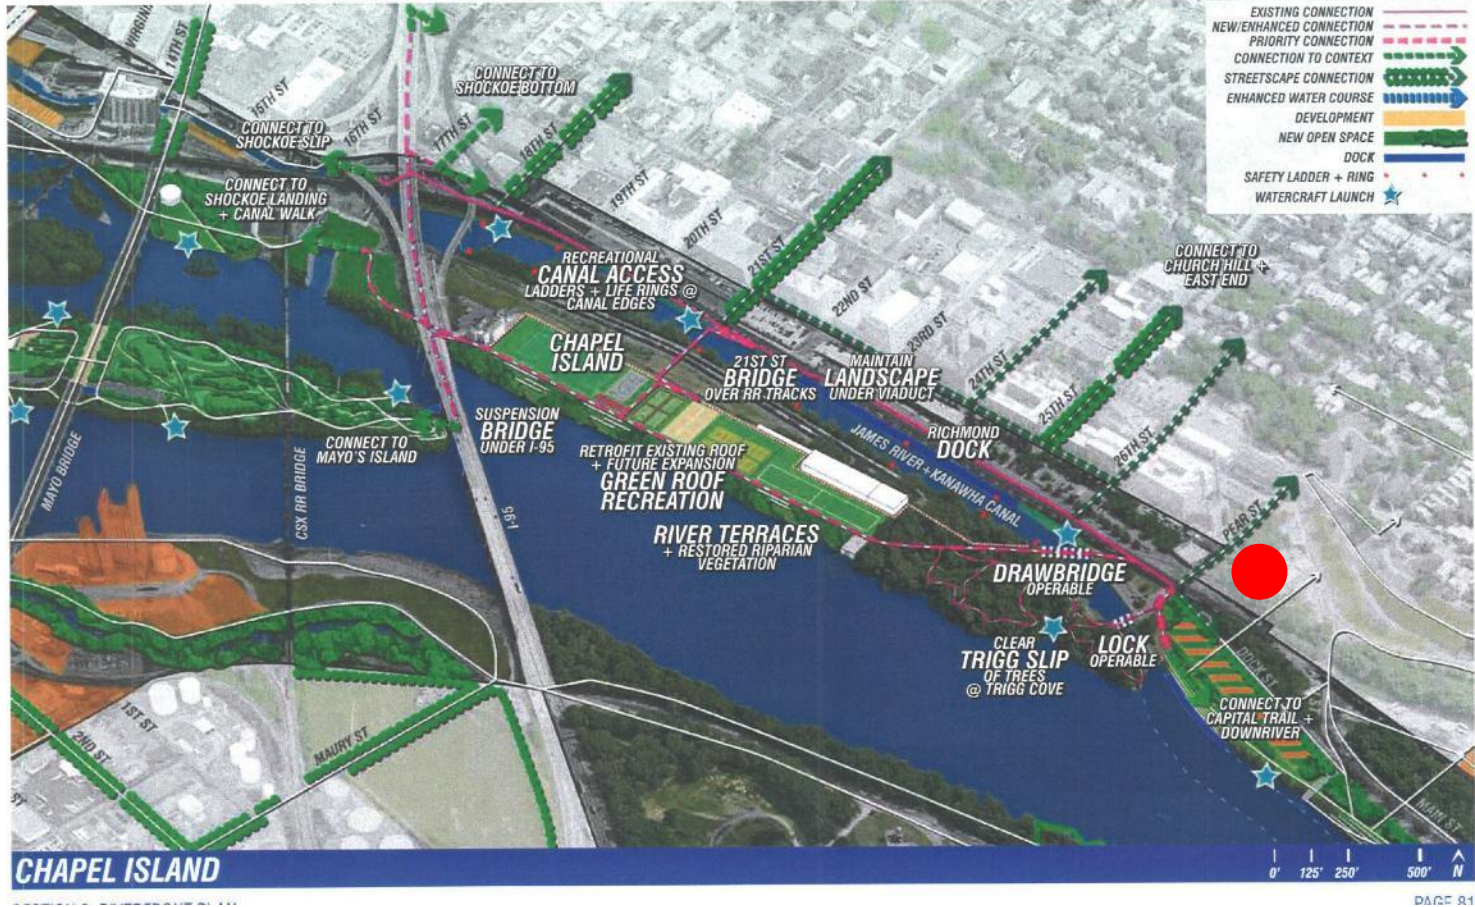 EXISTING CONNECTION
NEW/ENHANCED CONNECTION
PRIORITY CONNECTION
CONNECTION TO CONTEXT
STREETSCAPE CONNECTION
ENHANCED WATER COURSE
DEVELOPMENT
NEW OPEN SPACE
DOCK
SAFETY LADDER + RING
WATERCRAFT LAUNCH
14TH ST
15TH ST
16TH ST
17TH ST
18TH ST
19TH ST
20TH ST
21ST ST
22ND ST
23RD ST
24TH ST
25TH ST
26TH ST
PEAR ST
CONNECT TO
SHOCKOE BOTTOM
CONNECT TO
SHOCKOE SLIP
CONNECT TO
SHOCKOE LANDING
+ CANAL WALK
CONNECT TO
CHURCH HILL +
EAST END
RECREATIONAL
CANAL ACCESS
LADDERS + LIFE RINGS @
CANAL EDGES
CHAPEL
ISLAND
21ST ST
BRIDGE
OVER RR TRACKS
MAINTAIN
LANDSCAPE
UNDER VIADUCT
RICHMOND
DOCK
JAMES RIVER + KANAWHA CANAL
SUSPENSION
BRIDGE
UNDER I-95
CONNECT TO
MAYO'S ISLAND
RETROFIT EXISTING ROOF
+ FUTURE EXPANSION
GREEN ROOF
RECREATION
RIVER TERRACES
+ RESTORED RIPARIAN
VEGETATION
DRAWBRIDGE
OPERABLE
CLEAR
TRIGG SLIP
OF TREES
@ TRIGG COVE
LOCK
OPERABLE
CONNECT TO
CAPITAL TRAIL +
DOWNRIVER
DOCK ST
MAIN ST
MAYO BRIDGE
CSX RR BRIDGE
I-95
1ST ST
2ND ST
ST
MAURY ST
CHAPEL ISLAND
0' 125' 250' 500' N
PAGE 81